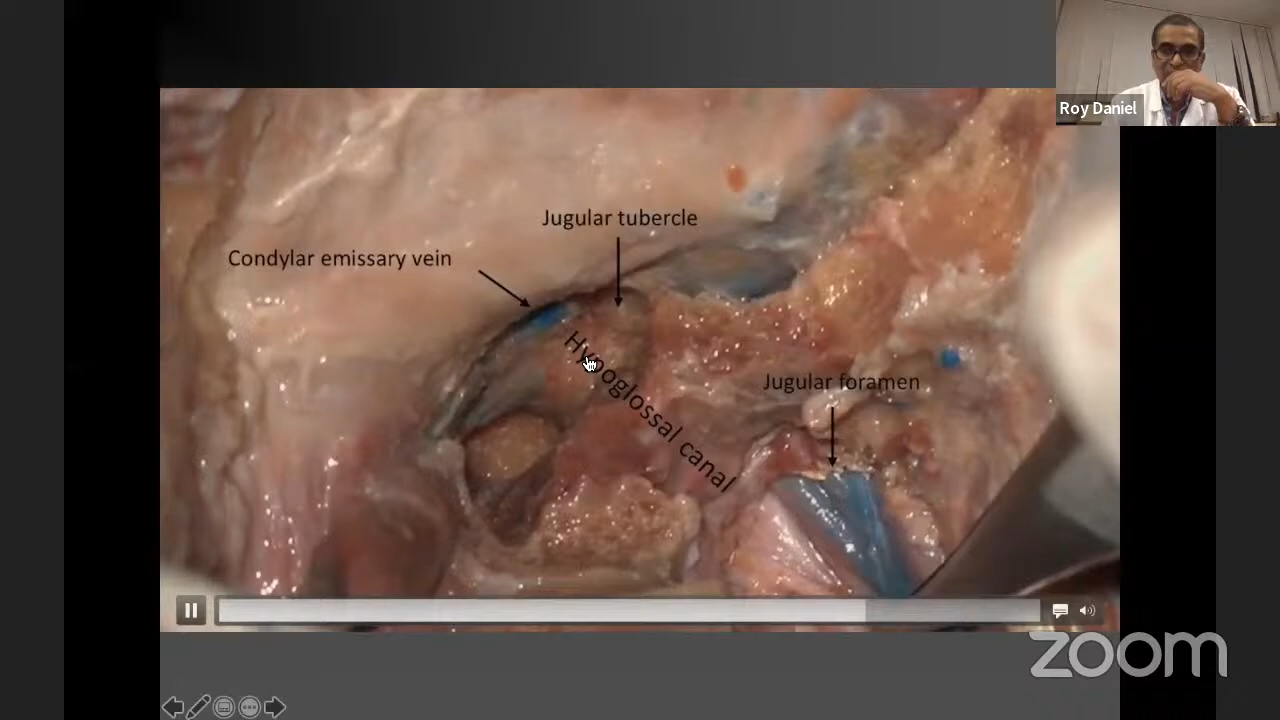 Roy Daniel
Jugular tubercle
Condylar emissary vein
Hypoglossal canal
Jugular foramen
zoom